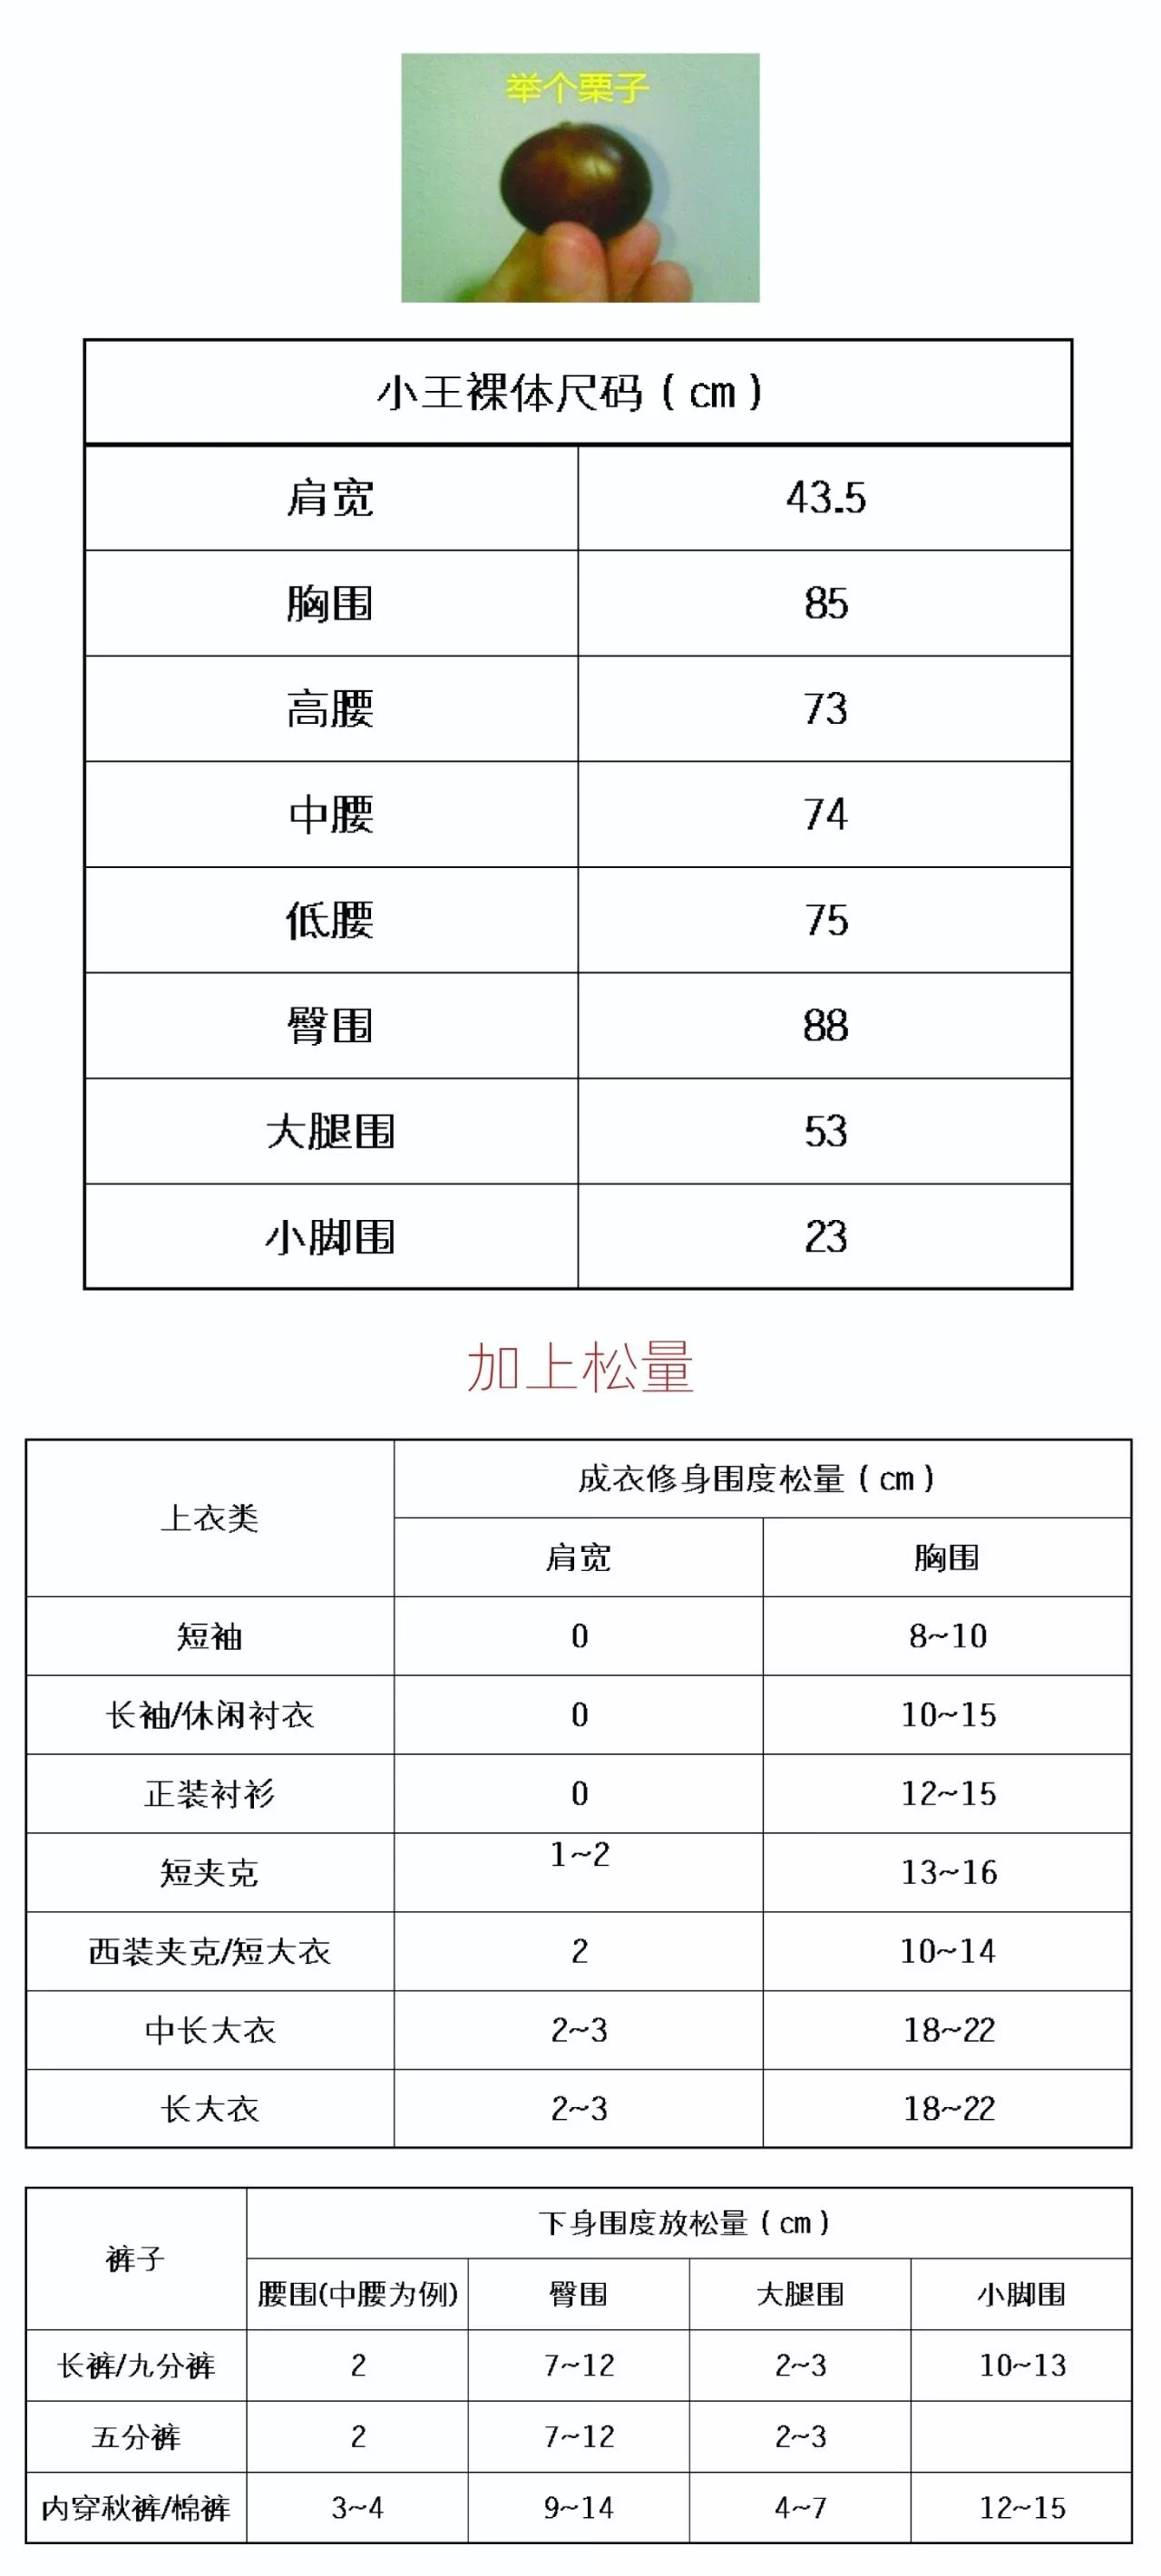 举个栗子
小王裸体尺码（cm）
肩宽 43.5
胸围 85
高腰 73
中腰 74
低腰 75
臀围 88
大腿围 53
小脚围 23
加上松量
上衣类 成衣修身围度松量（cm）
肩宽 胸围
短袖 0 8~10
长袖/休闲衬衣 0 10~15
正装衬衫 0 12~15
短夹克 1~2 13~16
西装夹克/短大衣 2 10~14
中长大衣 2~3 18~22
长大衣 2~3 18~22
裤子 下身围度放松量（cm）
腰围(中腰为例) 臀围 大腿围 小脚围
长裤/九分裤 2 7~12 2~3 10~13
五分裤 2 7~12 2~3
内穿秋裤/棉裤 3~4 9~14 4~7 12~15